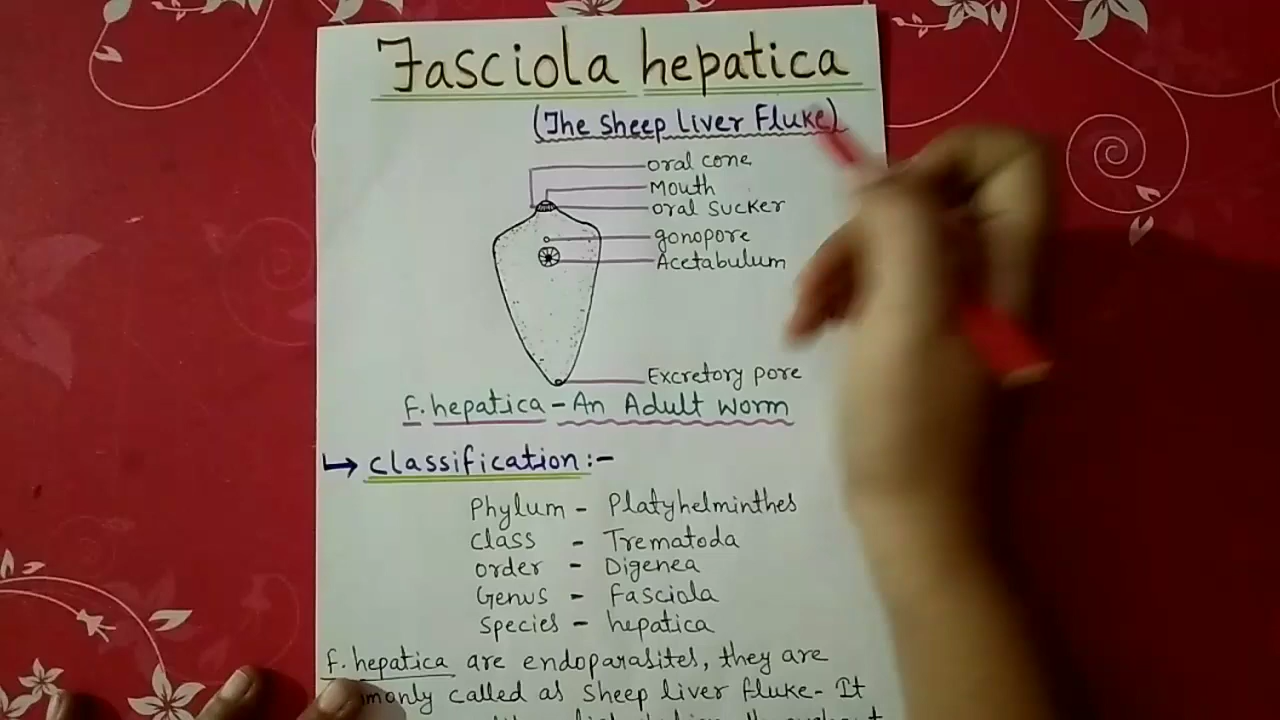 Fasciola hepatica
(The Sheep Liver Fluke)
oral cone
Mouth
oral sucker
gonopore
Acetabulum
Excretory pore
F. hepatica - An Adult worm
↳ classification:-
Phylum - Platyhelminthes
Class - Trematoda
order - Digenea
Genus - Fasciola
Species - hepatica
F. hepatica are endoparasites, they are
called as Sheep liver fluke. It